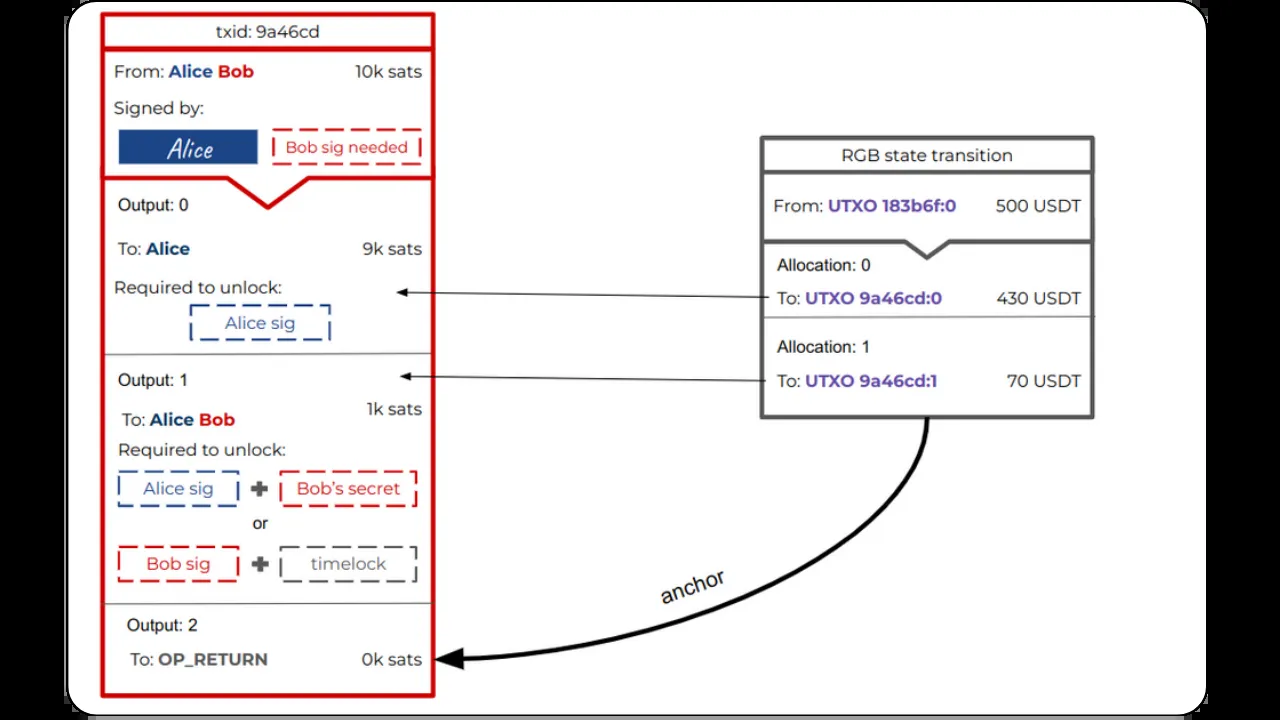 txid: 9a46cd
From: Alice Bob 10k sats
Signed by:
Alice Bob sig needed
Output: 0
To: Alice 9k sats
Required to unlock:
Alice sig
Output: 1
To: Alice Bob 1k sats
Required to unlock:
Alice sig + Bob's secret
or
Bob sig + timelock
Output: 2
To: OP_RETURN 0k sats
RGB state transition
From: UTXO 183b6f:0 500 USDT
Allocation: 0
To: UTXO 9a46cd:0 430 USDT
Allocation: 1
To: UTXO 9a46cd:1 70 USDT
anchor